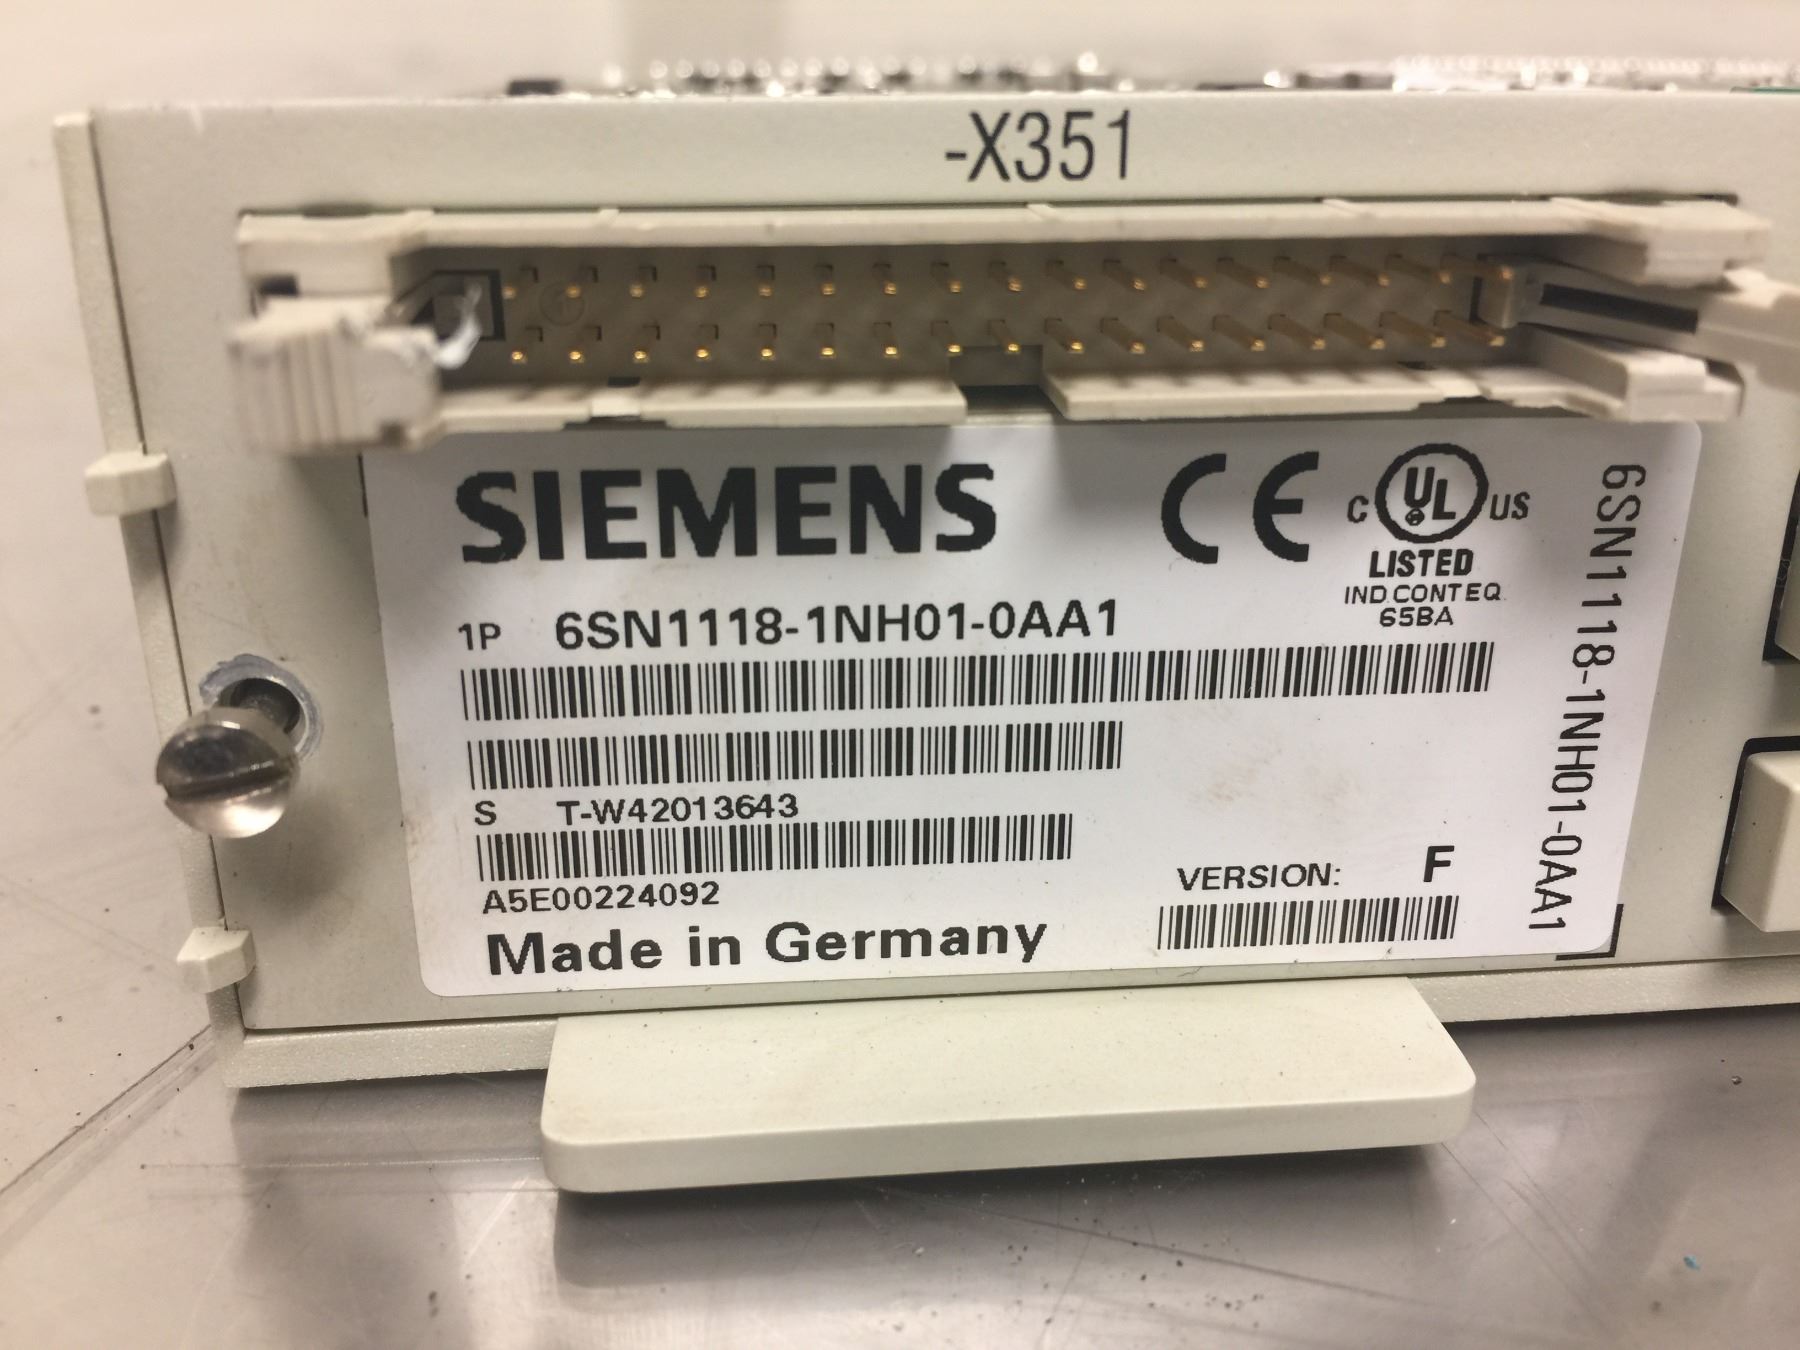 -X351
SIEMENS
CE
C UL US
LISTED
IND.CONT.EQ.
65BA
1P 6SN1118-1NH01-0AA1
S T-W42013643
A5E00224092
VERSION: F
Made in Germany
6SN1118-1NH01-0AA1